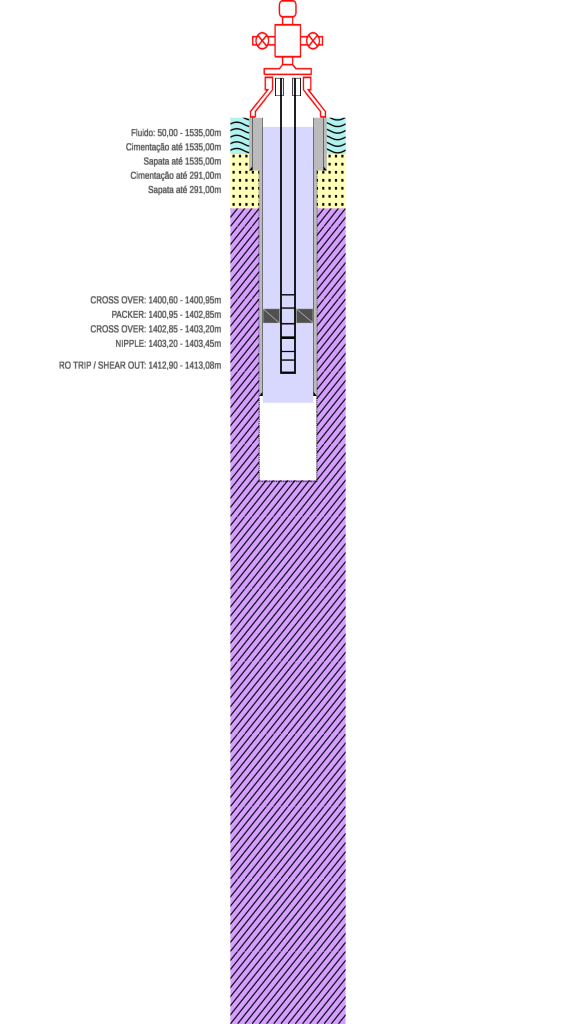 Fluido: 50,00 - 1535,00m
Cimentação até 1535,00m
Sapata até 1535,00m
Cimentação até 291,00m
Sapata até 291,00m
CROSS OVER: 1400,60 - 1400,95m
PACKER: 1400,95 - 1402,85m
CROSS OVER: 1402,85 - 1403,20m
NIPPLE: 1403,20 - 1403,45m
RO TRIP / SHEAR OUT: 1412,90 - 1413,08m